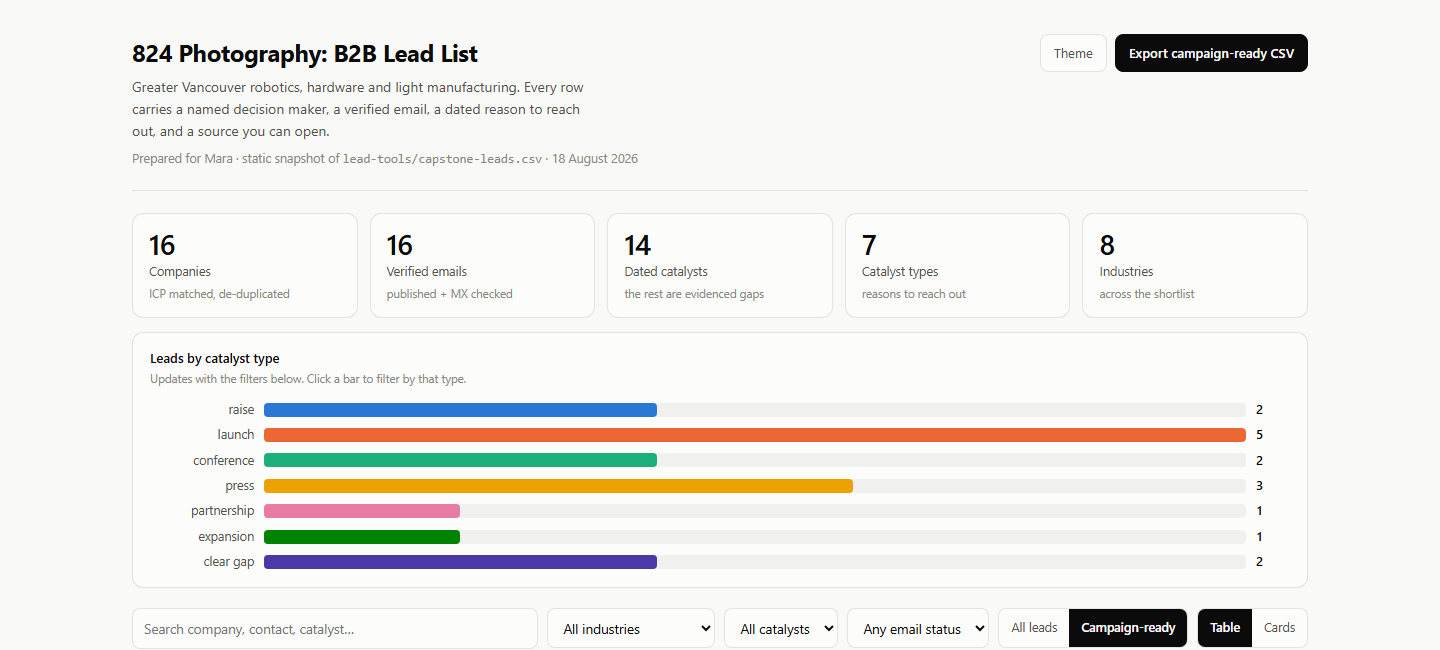 824 Photography: B2B Lead List
Theme
Export campaign-ready CSV
Greater Vancouver robotics, hardware and light manufacturing. Every row
carries a named decision maker, a verified email, a dated reason to reach
out, and a source you can open.
Prepared for Mara · static snapshot of lead-tools/capstone-leads.csv · 18 August 2026
16
Companies
ICP matched, de-duplicated
16
Verified emails
published + MX checked
14
Dated catalysts
the rest are evidenced gaps
7
Catalyst types
reasons to reach out
8
Industries
across the shortlist
Leads by catalyst type
Updates with the filters below. Click a bar to filter by that type.
raise 2
launch 5
conference 2
press 3
partnership 1
expansion 1
clear gap 2
Search company, contact, catalyst...
All industries
All catalysts
Any email status
All leads
Campaign-ready
Table
Cards